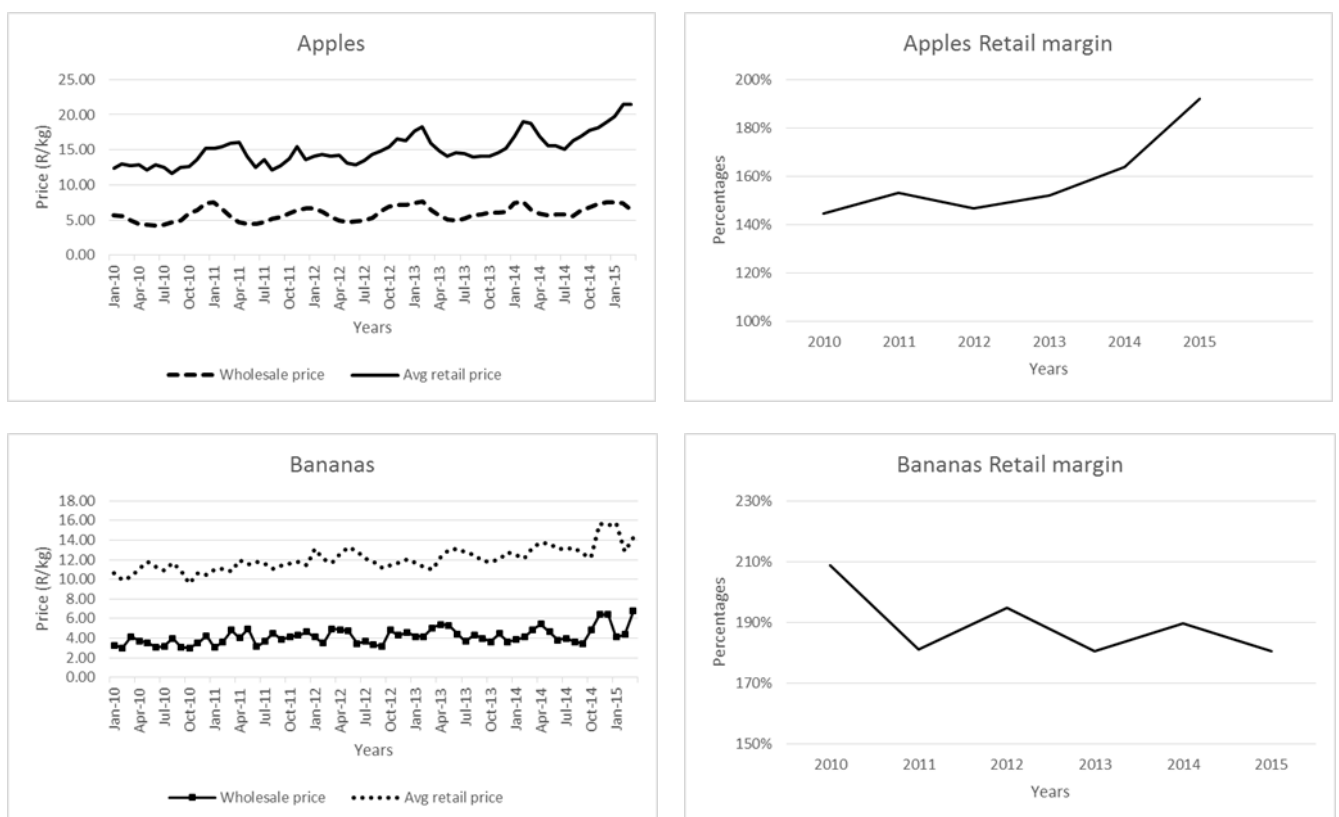 Apples
Price (R/kg)
25.00
20.00
15.00
10.00
5.00
0.00
Jan-10 Apr-10 Jul-10 Oct-10 Jan-11 Apr-11 Jul-11 Oct-11 Jan-12 Apr-12 Jul-12 Oct-12 Jan-13 Apr-13 Jul-13 Oct-13 Jan-14 Apr-14 Jul-14 Oct-14 Jan-15
Years
Wholesale price Avg retail price
Apples Retail margin
Percentages
200%
180%
160%
140%
120%
100%
2010 2011 2012 2013 2014 2015
Years
Bananas
Price (R/kg)
18.00
16.00
14.00
12.00
10.00
8.00
6.00
4.00
2.00
0.00
Jan-10 Apr-10 Jul-10 Oct-10 Jan-11 Apr-11 Jul-11 Oct-11 Jan-12 Apr-12 Jul-12 Oct-12 Jan-13 Apr-13 Jul-13 Oct-13 Jan-14 Apr-14 Jul-14 Oct-14 Jan-15
Years
Wholesale price Avg retail price
Bananas Retail margin
Percentages
230%
210%
190%
170%
150%
2010 2011 2012 2013 2014 2015
Years